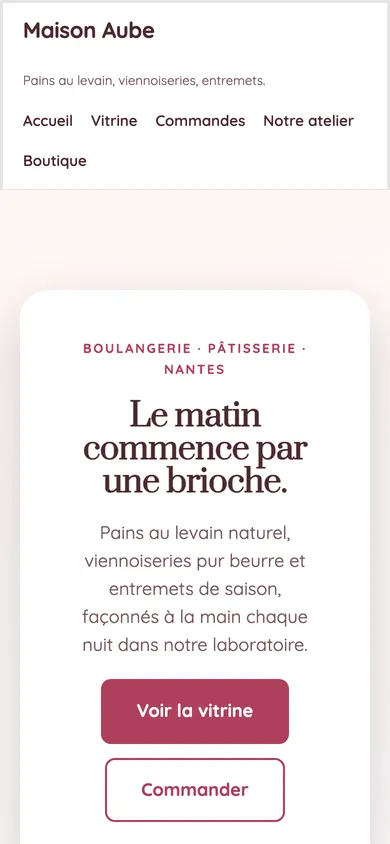 Maison Aube
Pains au levain, viennoiseries, entremets.
Accueil Vitrine Commandes Notre atelier
Boutique
BOULANGERIE · PÂTISSERIE ·
NANTES
Le matin
commence par
une brioche.
Pains au levain naturel,
viennoiseries pur beurre et
entremets de saison,
façonnés à la main chaque
nuit dans notre laboratoire.
Voir la vitrine
Commander